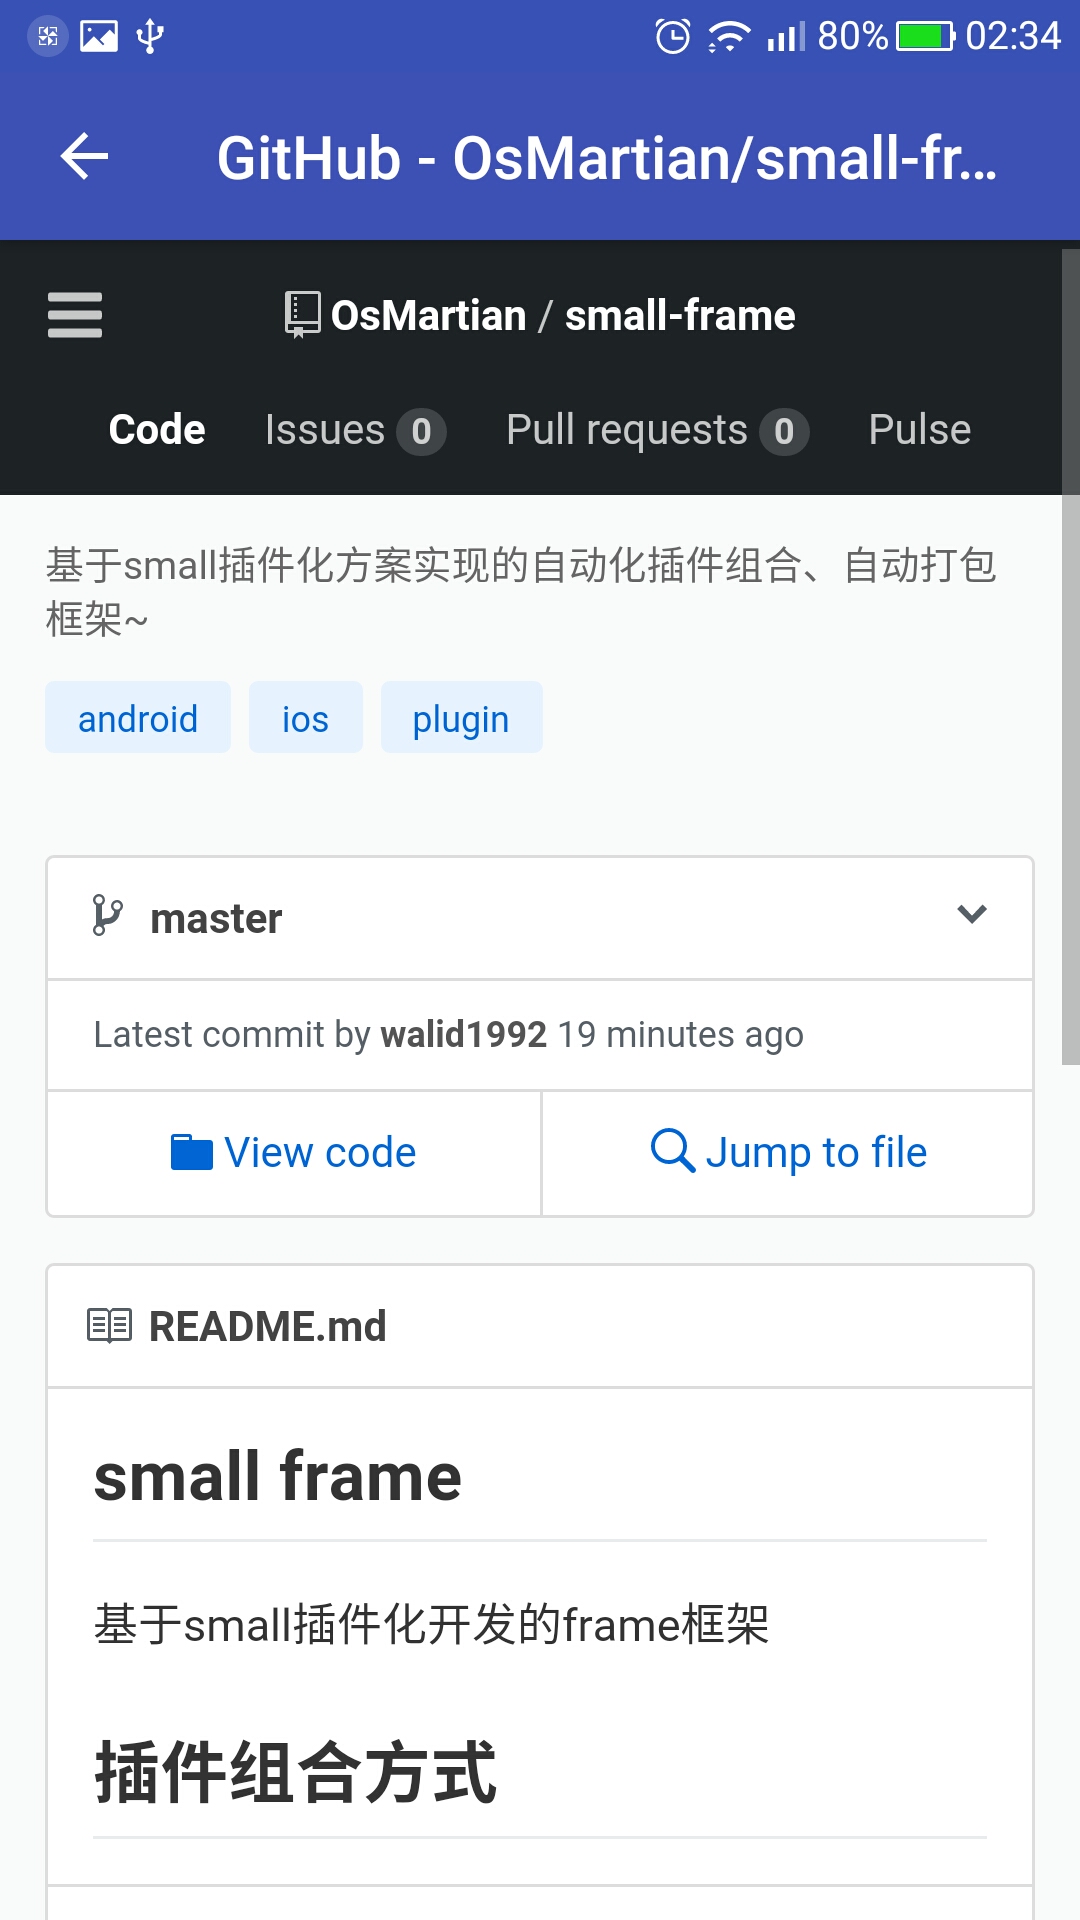 80% 02:34
GitHub - OsMartian/small-fr...
OsMartian / small-frame
Code Issues 0 Pull requests 0 Pulse
基于small插件化方案实现的自动化插件组合、自动打包
框架~
android ios plugin
master
Latest commit by walid1992 19 minutes ago
View code Jump to file
README.md
small frame
基于small插件化开发的frame框架
插件组合方式